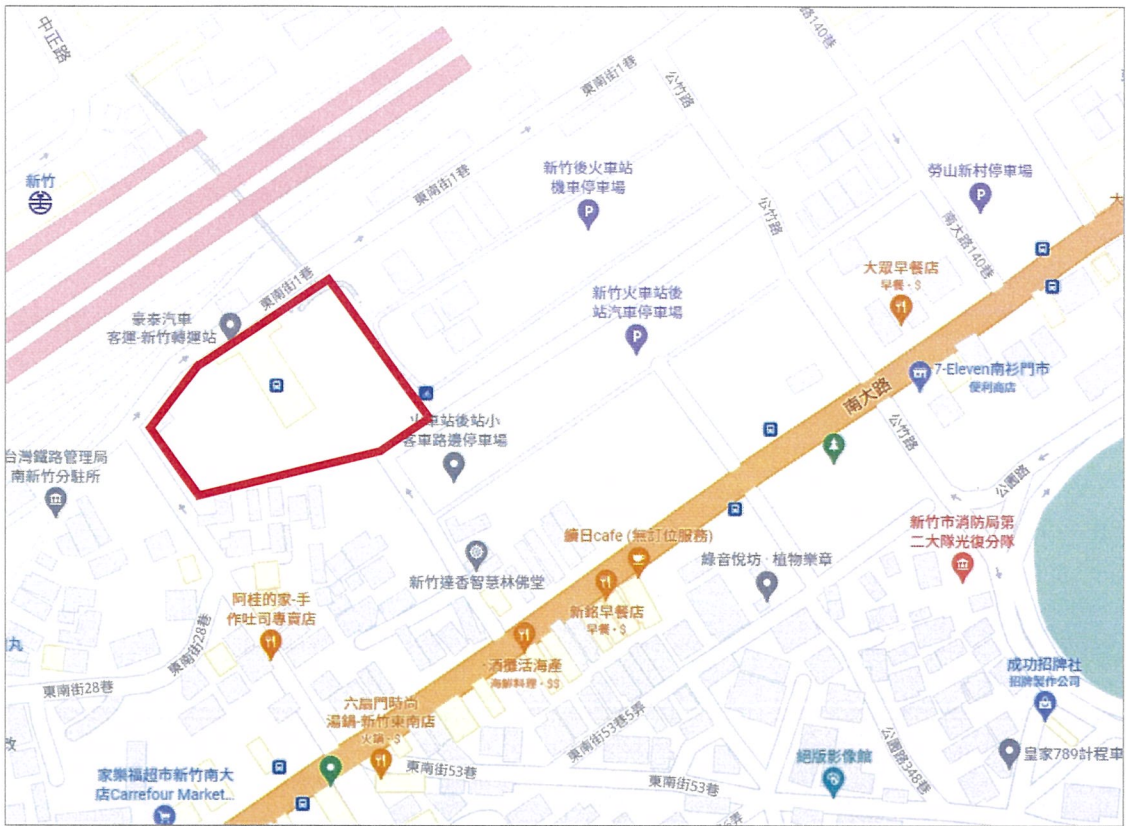 中正路
路140巷
東南街1巷
公竹路
新竹
新竹後火車站
機車停車場
P
勞山新村停車場
P
東南街1巷
公竹路
南大路140巷
大
大眾早餐店
早餐·$
東南街1巷
新竹火車站後
站汽車停車場
P
豪泰汽車
客運-新竹轉運站
7-Eleven南衫門市
便利商店
南大路
火車站後站小
客車路邊停車場
公竹路
台灣鐵路管理局
南新竹分駐所
公園路
新竹市消防局第
二大隊光復分隊
續日cafe (無訂位服務)
綠音悅坊·植物樂章
新竹達香智慧林佛堂
新銘早餐店
早餐·$
阿桂的家-手
作吐司專賣店
東南街28巷
丸
東南街28巷
酒攤活海產
海鮮料理·$$
成功招牌社
招牌製作公司
六扇門時尚
湯鍋-新竹東南店
火鍋·$
東南街53巷5弄
公園路348巷
皇家789計程車
絕版影像館
東南街53巷
東南街53巷
家樂福超市新竹南大
店Carrefour Market...